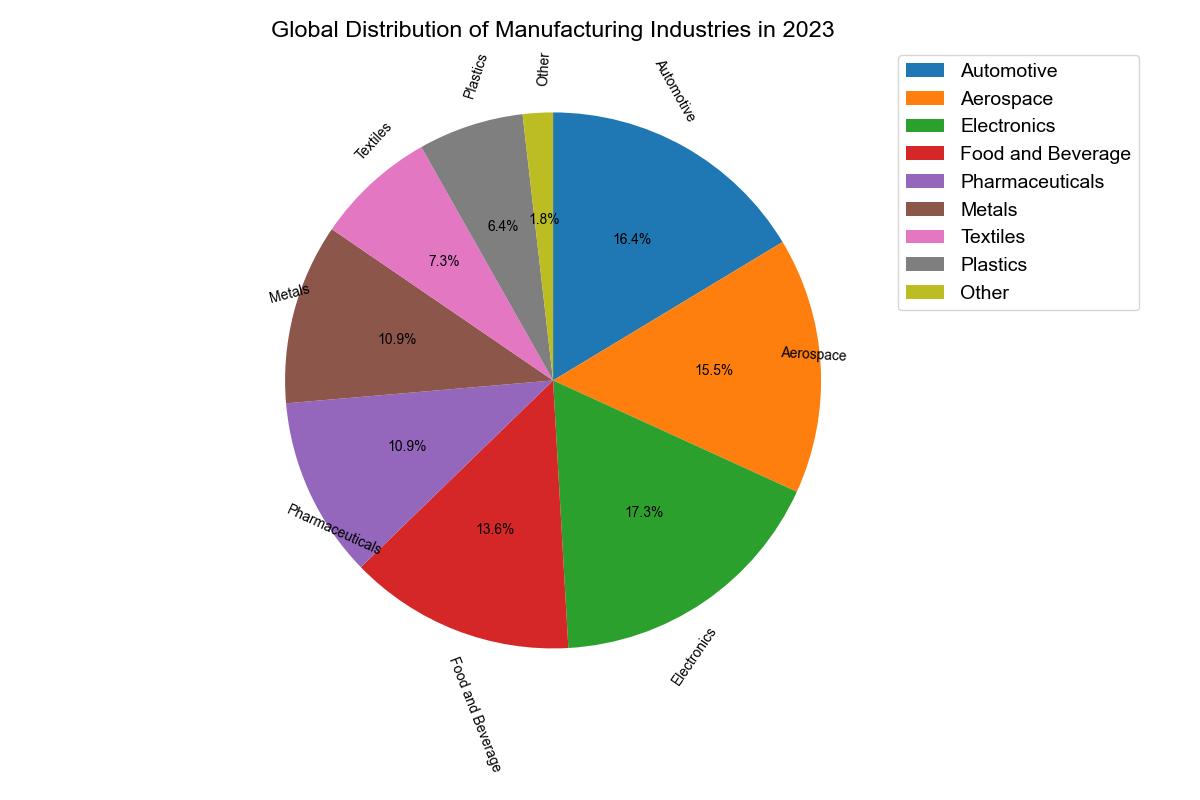 Global Distribution of Manufacturing Industries in 2023
Automotive
Aerospace
Electronics
Food and Beverage
Pharmaceuticals
Metals
Textiles
Plastics
Other
16.4%
15.5%
17.3%
13.6%
10.9%
10.9%
7.3%
6.4%
1.8%
Automotive
Aerospace
Electronics
Food and Beverage
Pharmaceuticals
Metals
Textiles
Plastics
Other